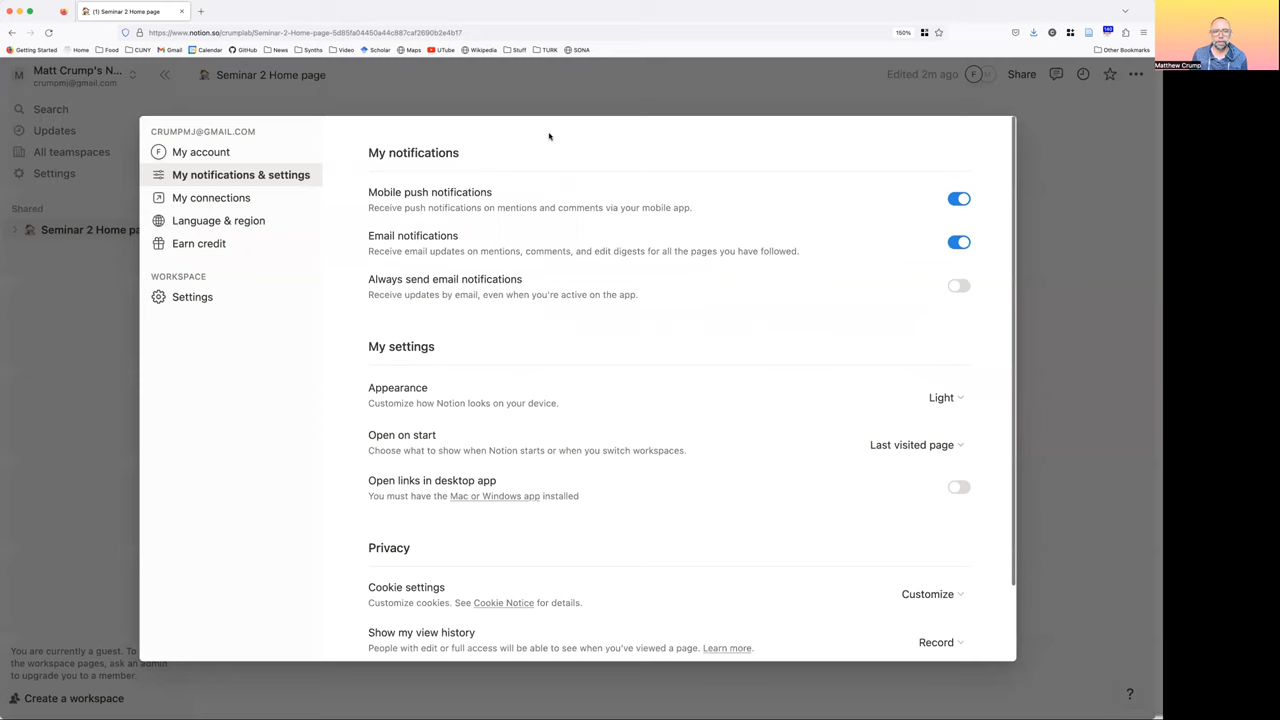 (1) Seminar 2 Home page
https://www.notion.so/crumplab/Seminar-2-Home-page-5d85fa04450a44c887caf2690b2e4b17
150%
140
Getting Started
Home
Food
CUNY
Gmail
Calendar
GitHub
News
Synths
Video
Scholar
Maps
UTube
Wikipedia
Stuff
TURK
SONA
Other Bookmarks
Matthew Crump
M
Matt Crump's N...
crumpmj@gmail.com
Seminar 2 Home page
Edited 2m ago
F
M
Share
Search
Updates
All teamspaces
Settings
Shared
Seminar 2 Home pa
CRUMPMJ@GMAIL.COM
F
My account
My notifications & settings
My connections
Language & region
Earn credit
WORKSPACE
Settings
My notifications
Mobile push notifications
Receive push notifications on mentions and comments via your mobile app.
Email notifications
Receive email updates on mentions, comments, and edit digests for all the pages you have followed.
Always send email notifications
Receive updates by email, even when you're active on the app.
My settings
Appearance
Customize how Notion looks on your device.
Light
Open on start
Choose what to show when Notion starts or when you switch workspaces.
Last visited page
Open links in desktop app
You must have the Mac or Windows app installed
Privacy
Cookie settings
Customize cookies. See Cookie Notice for details.
Customize
Show my view history
People with edit or full access will be able to see when you've viewed a page. Learn more.
Record
You are currently a guest. To
the workspace pages, ask an admin
to upgrade you to a member.
Create a workspace
?